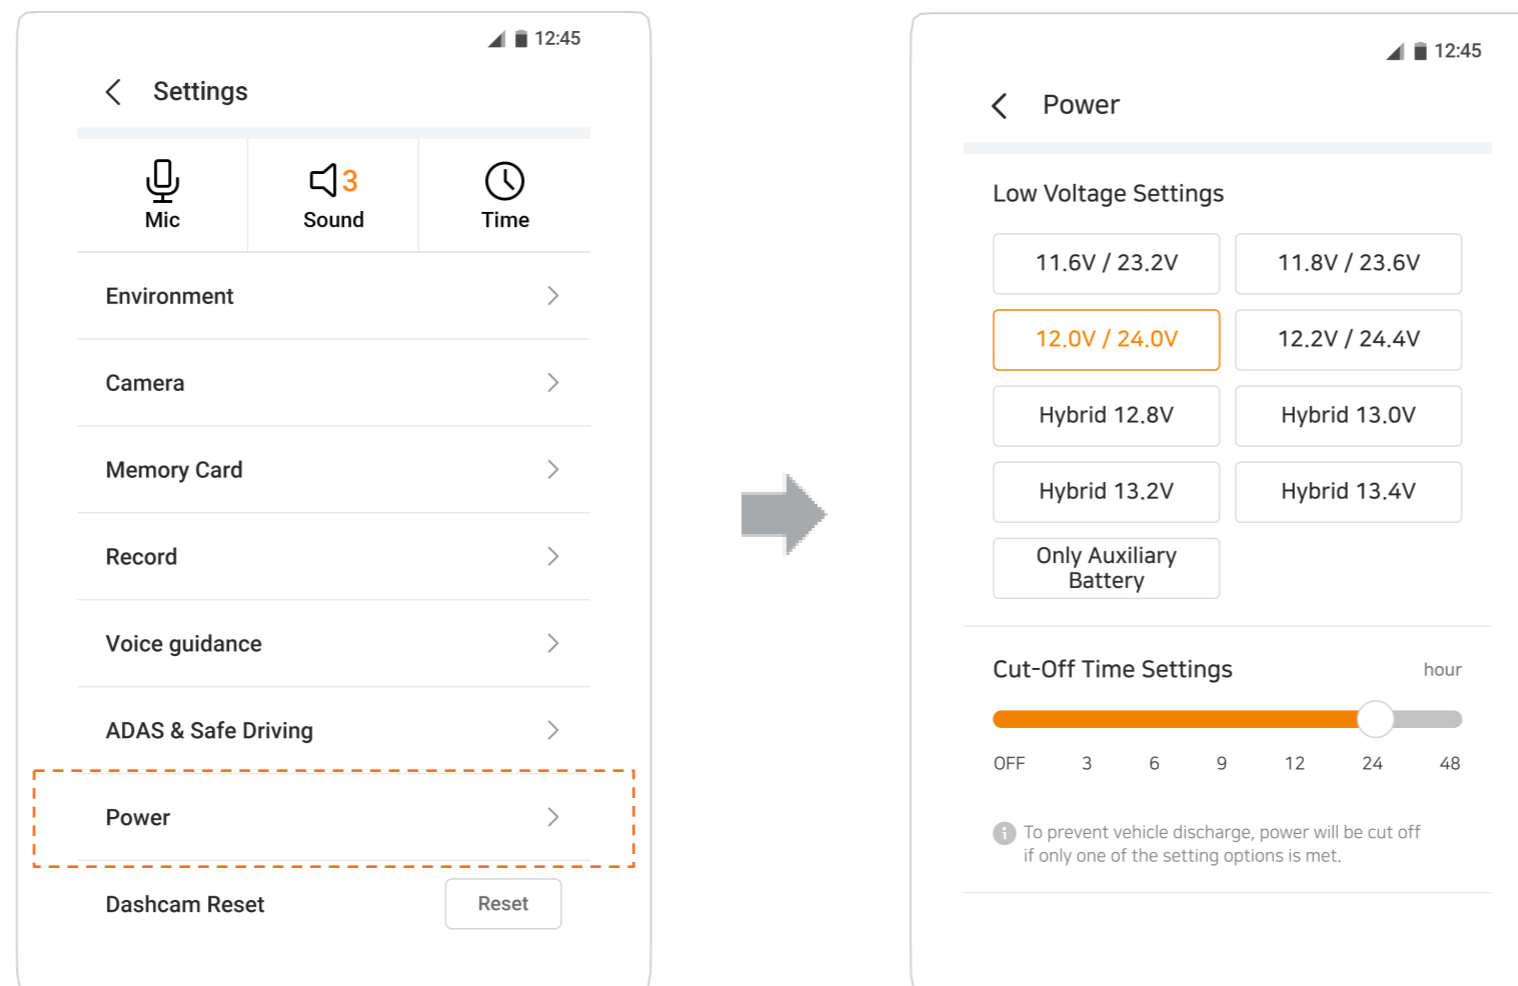 12:45
Settings
3
Mic
Sound
Time
Environment
Camera
Memory Card
Record
Voice guidance
ADAS & Safe Driving
Power
Dashcam Reset
Reset
12:45
Power
Low Voltage Settings
11.6V / 23.2V
11.8V / 23.6V
12.0V / 24.0V
12.2V / 24.4V
Hybrid 12.8V
Hybrid 13.0V
Hybrid 13.2V
Hybrid 13.4V
Only Auxiliary
Battery
Cut-Off Time Settings
hour
OFF 3 6 9 12 24 48
To prevent vehicle discharge, power will be cut off
if only one of the setting options is met.